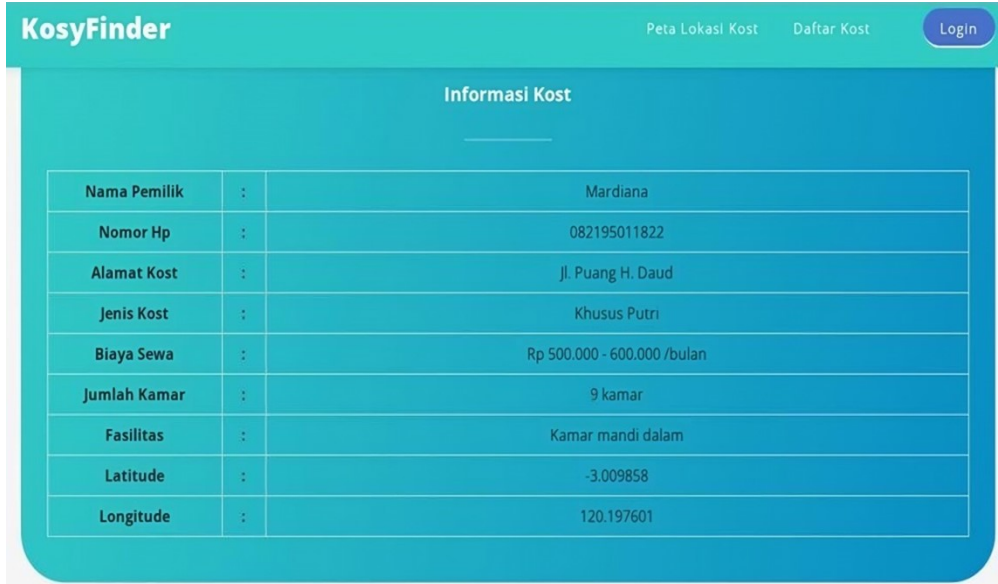 KosyFinder Peta Lokasi Kost Daftar Kost Login
Informasi Kost
Nama Pemilik : Mardiana
Nomor Hp : 082195011822
Alamat Kost : Jl. Puang H. Daud
Jenis Kost : Khusus Putri
Biaya Sewa : Rp 500.000 - 600.000 /bulan
Jumlah Kamar : 9 kamar
Fasilitas : Kamar mandi dalam
Latitude : -3.009858
Longitude : 120.197601